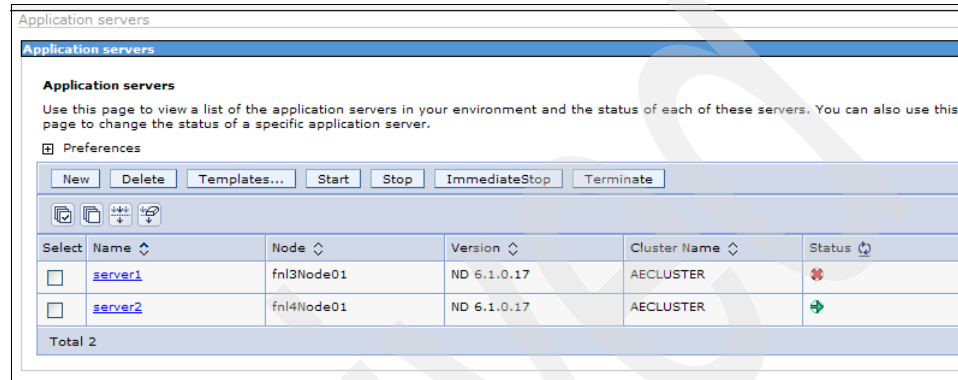 Application servers
Application servers
Application servers
Use this page to view a list of the application servers in your environment and the status of each of these servers. You can also use this
page to change the status of a specific application server.
Preferences
New Delete Templates... Start Stop ImmediateStop Terminate
Select Name Node Version Cluster Name Status
server1 fnl3Node01 ND 6.1.0.17 AECLUSTER
server2 fnl4Node01 ND 6.1.0.17 AECLUSTER
Total 2